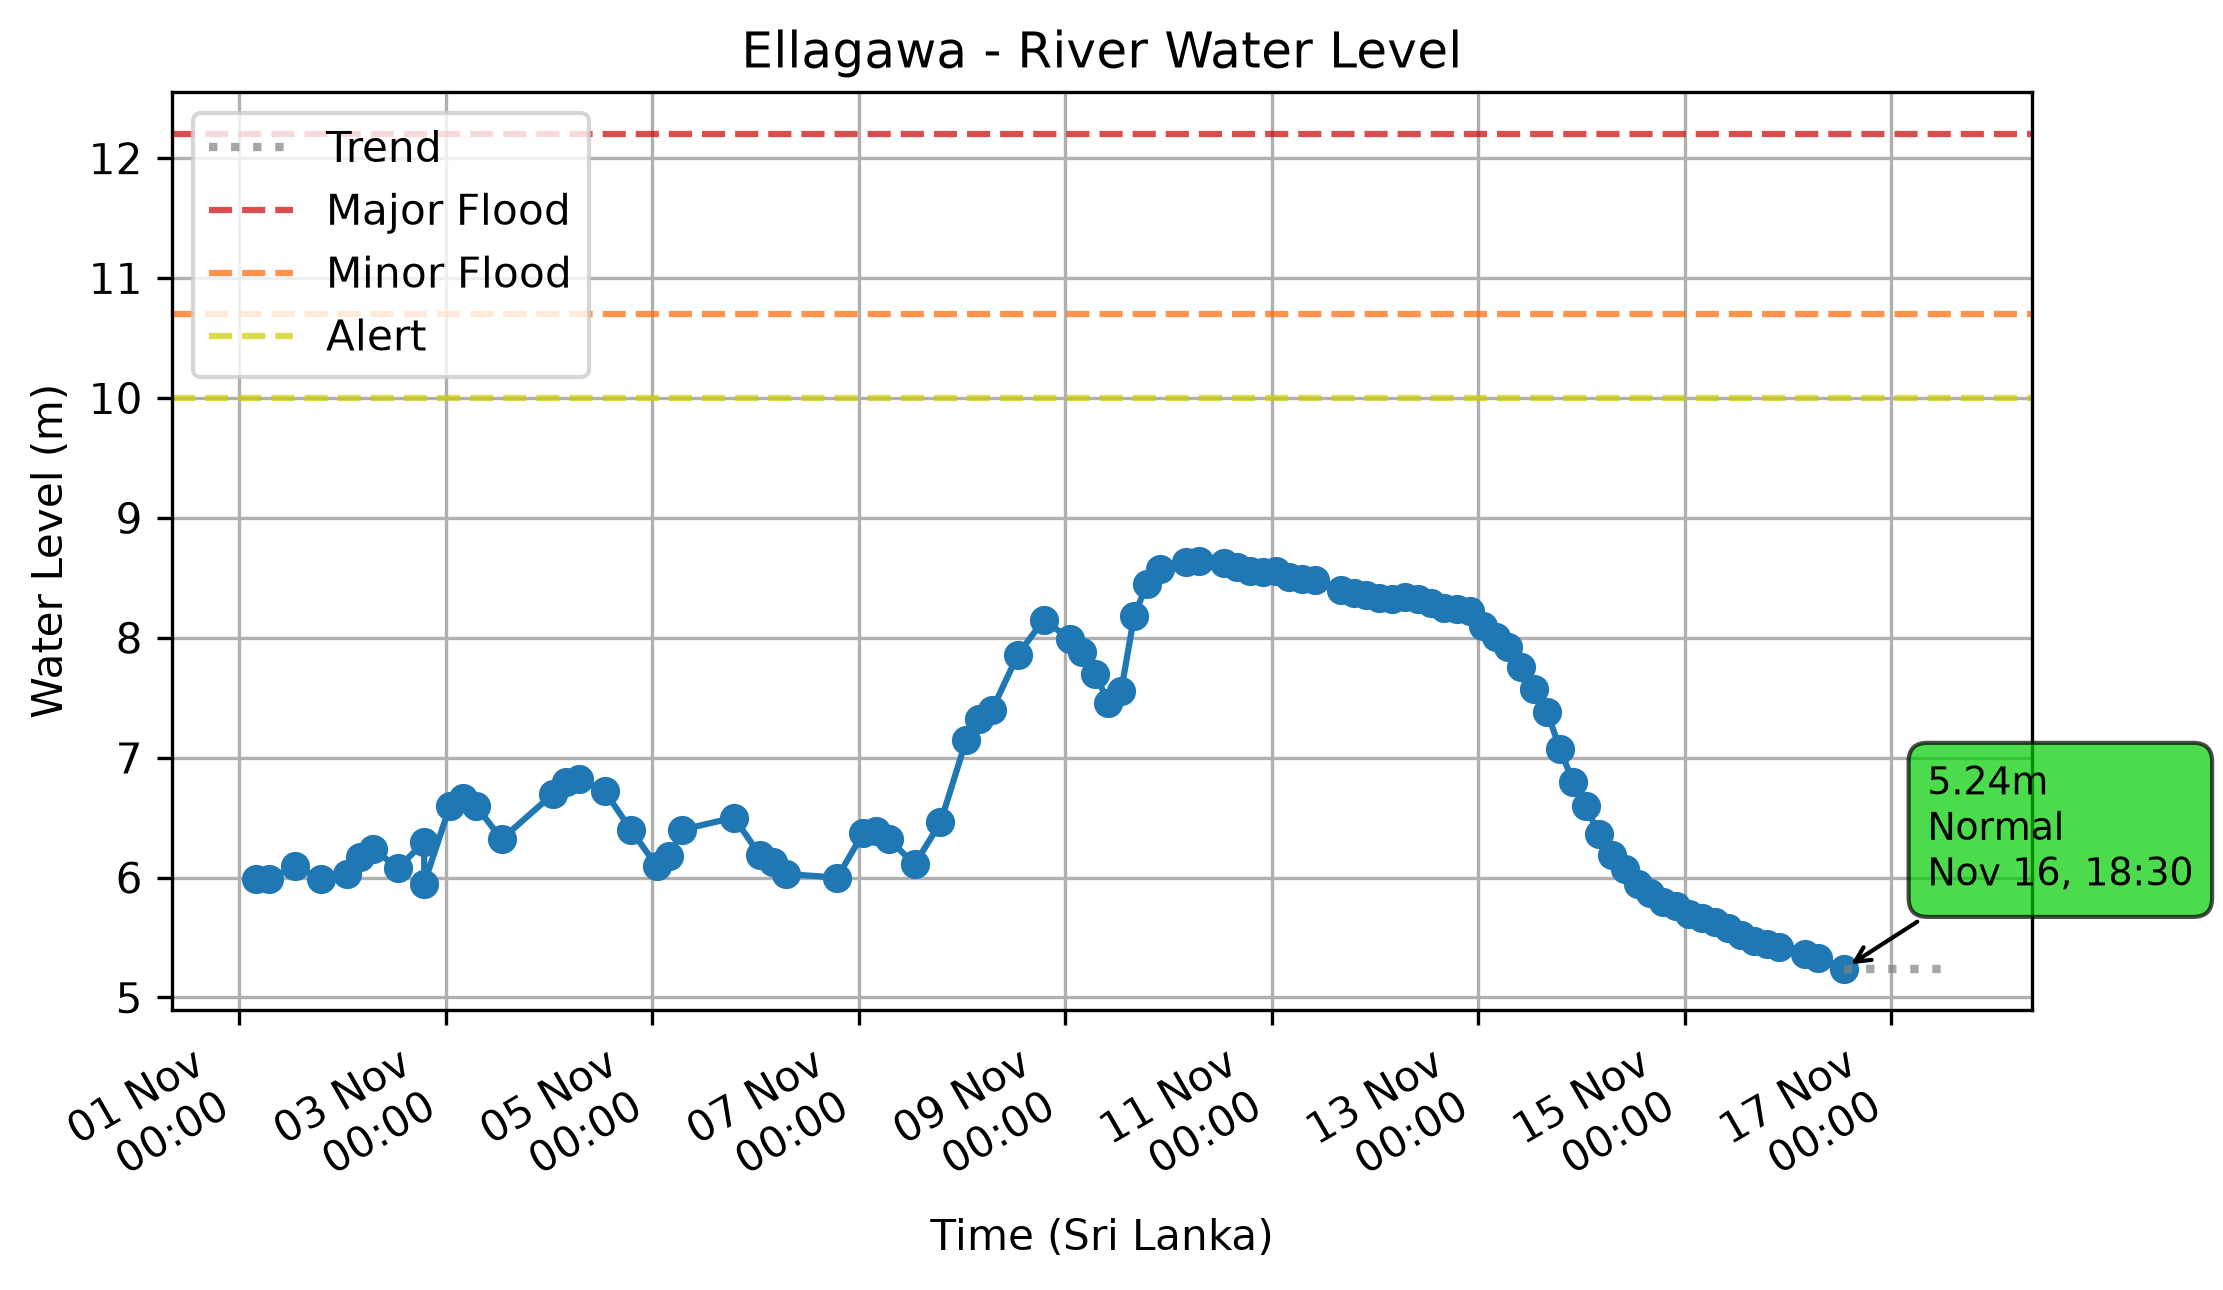 Ellagawa - River Water Level
Trend
Major Flood
Minor Flood
Alert
12
11
10
9
8
7
6
5
Water Level (m)
5.24m
Normal
Nov 16, 18:30
01 Nov
00:00
03 Nov
00:00
05 Nov
00:00
07 Nov
00:00
09 Nov
00:00
11 Nov
00:00
13 Nov
00:00
15 Nov
00:00
17 Nov
00:00
Time (Sri Lanka)